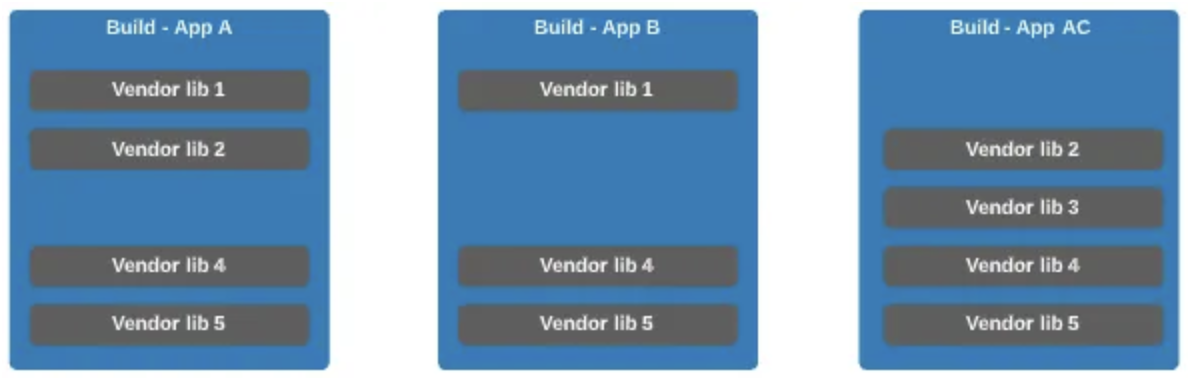 Build - App A
Vendor lib 1
Vendor lib 2
Vendor lib 4
Vendor lib 5
Build - App B
Vendor lib 1
Vendor lib 4
Vendor lib 5
Build - App AC
Vendor lib 2
Vendor lib 3
Vendor lib 4
Vendor lib 5